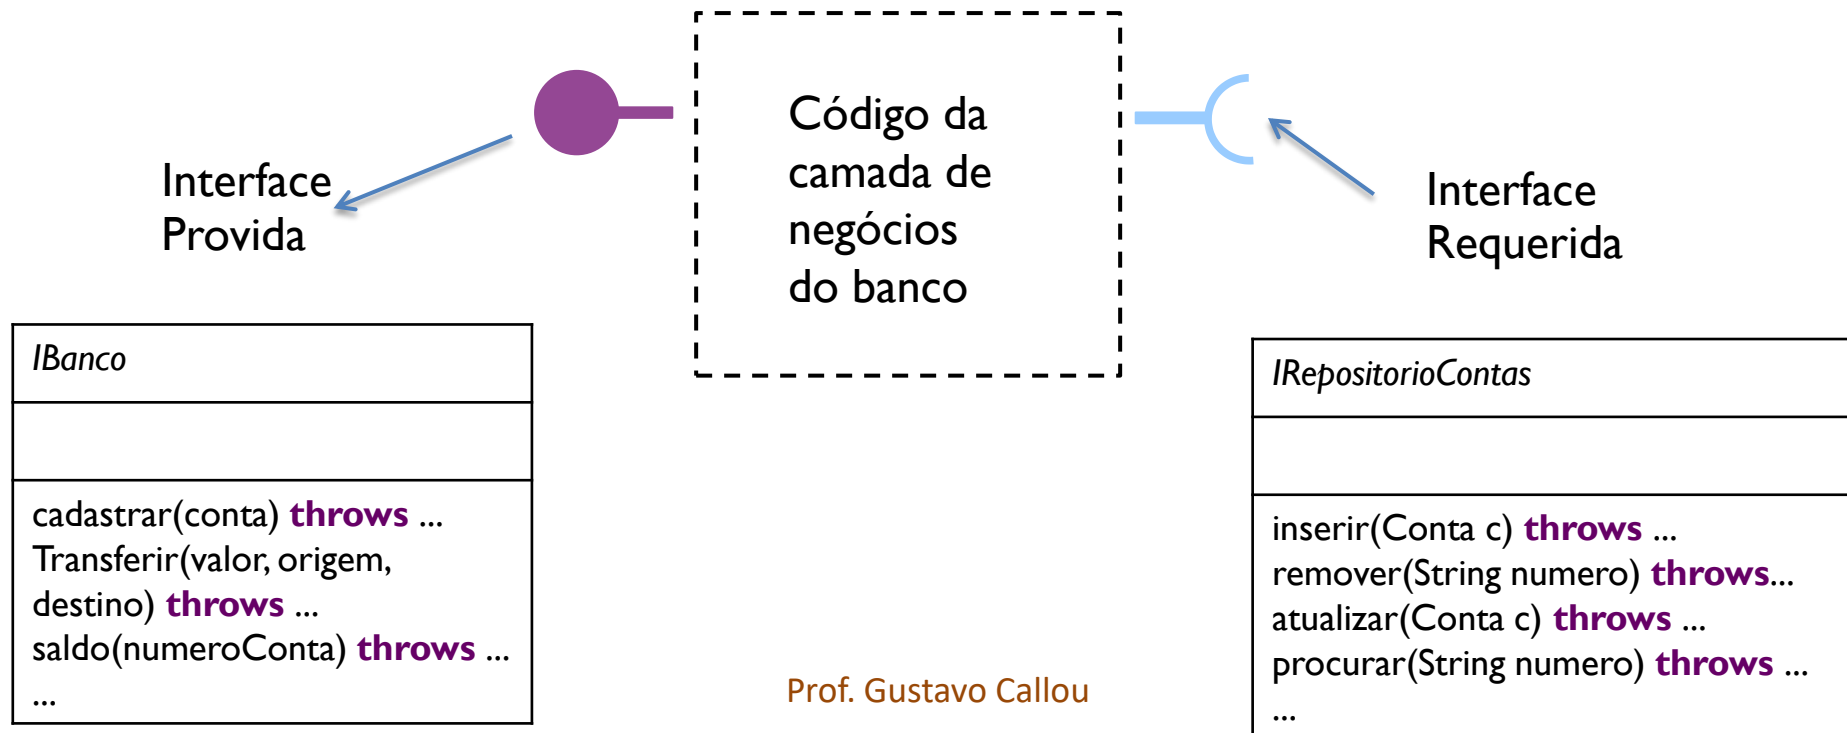 Código da
camada de
negócios
do banco
Interface
Provida
Interface
Requerida
IBanco
cadastrar(conta) throws ...
Transferir(valor, origem,
destino) throws ...
saldo(numeroConta) throws ...
...
IRepositorioContas
inserir(Conta c) throws ...
remover(String numero) throws...
atualizar(Conta c) throws ...
procurar(String numero) throws ...
...
Prof. Gustavo Callou